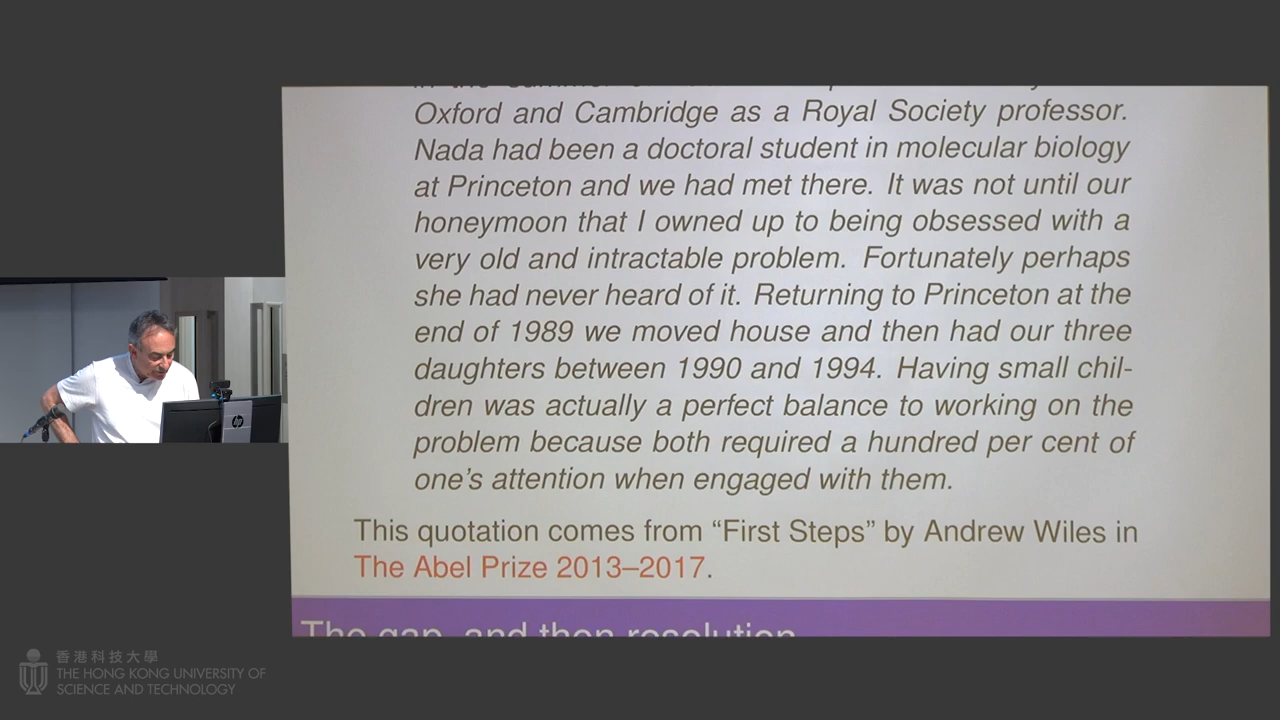 Oxford and Cambridge as a Royal Society professor.
Nada had been a doctoral student in molecular biology
at Princeton and we had met there. It was not until our
honeymoon that I owned up to being obsessed with a
very old and intractable problem. Fortunately perhaps
she had never heard of it. Returning to Princeton at the
end of 1989 we moved house and then had our three
daughters between 1990 and 1994. Having small chil-
dren was actually a perfect balance to working on the
problem because both required a hundred per cent of
one's attention when engaged with them.
This quotation comes from “First Steps” by Andrew Wiles in
The Abel Prize 2013–2017.
The gap, and then resolution
hp
香港科技大學
THE HONG KONG UNIVERSITY OF
SCIENCE AND TECHNOLOGY